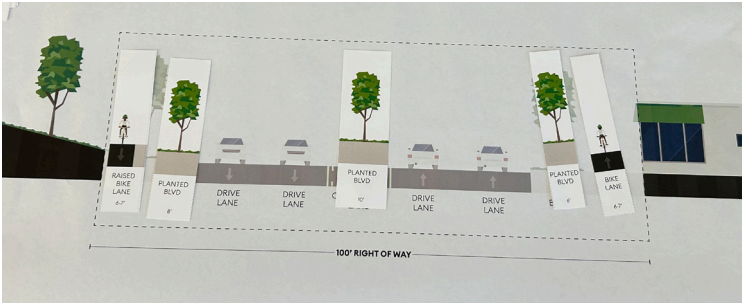 RAISED
BIKE
LANE
6-7'
PLANTED
BLVD
8'
DRIVE
LANE
DRIVE
LANE
PLANTED
BLVD
10'
DRIVE
LANE
DRIVE
LANE
PLANTED
BLVD
BIKE
LANE
6-7'
100' RIGHT OF WAY